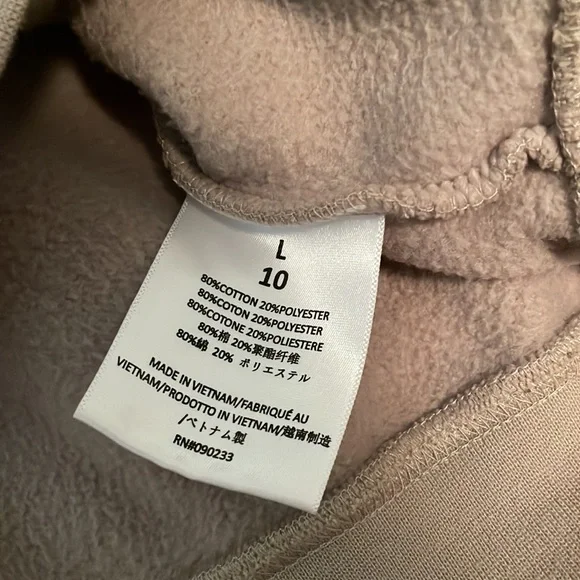 L
10
80%COTTON 20%POLYESTER
80%COTON 20%POLYESTER
80%COTONE 20%POLIESTERE
80%棉 20%聚酯纤维
80%綿 20% ポリエステル
MADE IN VIETNAM/FABRIQUÉ AU
VIETNAM/PRODOTTO IN VIETNAM/越南制造
/ベトナム製
RN#090233